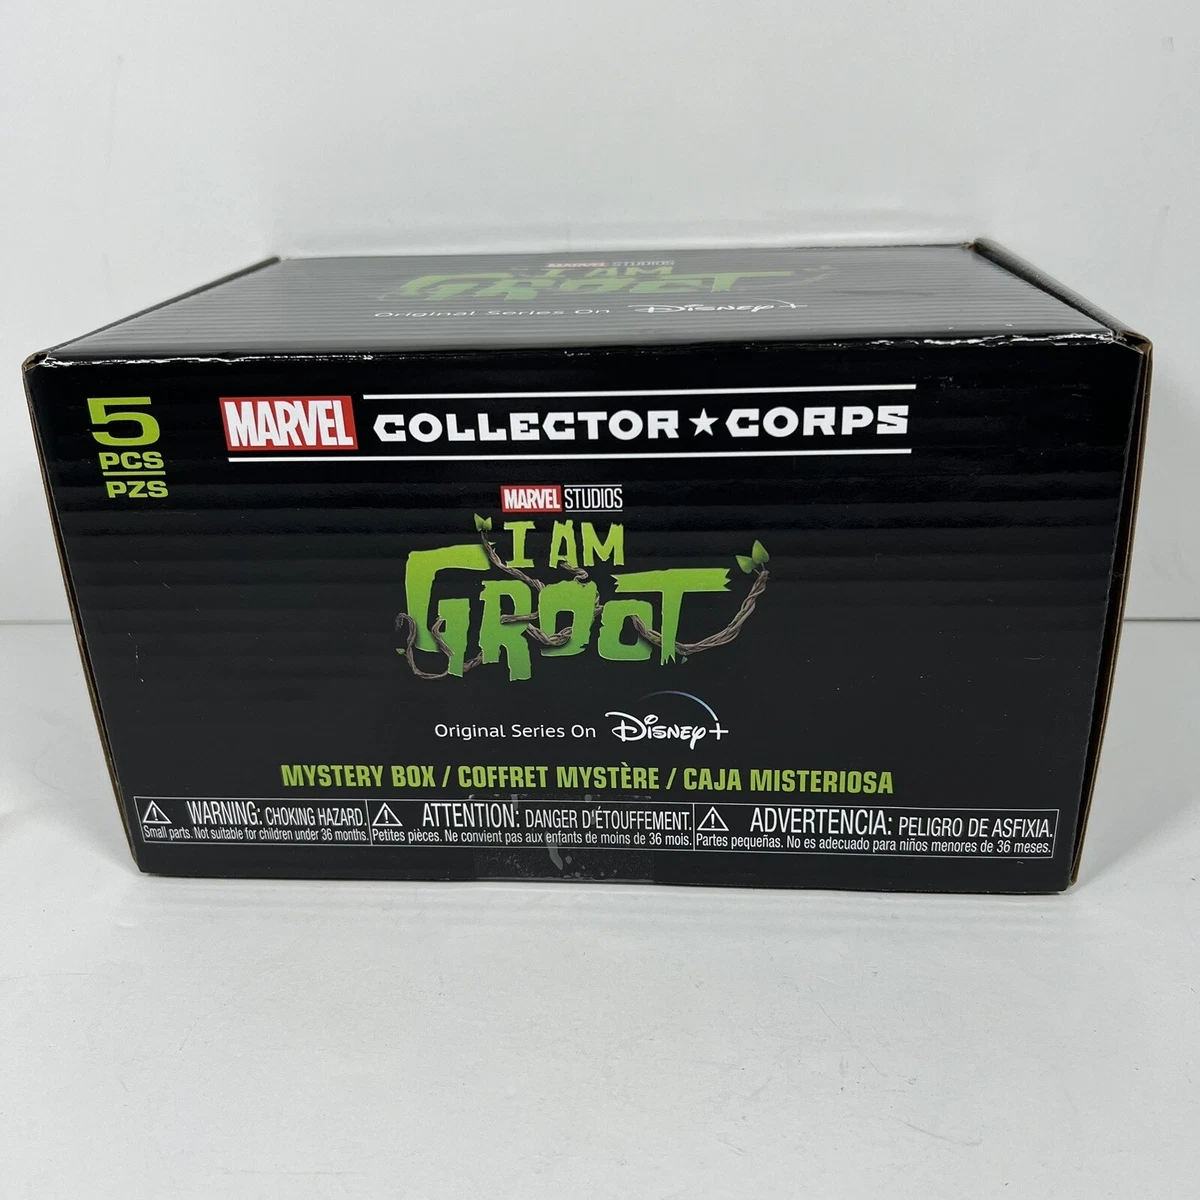 MARVEL STUDIOS
I AM
GROOT
Original Series On Disney+
5
PCS
PZS
MARVEL COLLECTOR★CORPS
MARVEL STUDIOS
I AM
GROOT
Original Series On Disney+
MYSTERY BOX / COFFRET MYSTÈRE / CAJA MISTERIOSA
⚠ WARNING: CHOKING HAZARD.
Small parts. Not suitable for children under 36 months.
⚠ ATTENTION: DANGER D'ÉTOUFFEMENT.
Petites pièces. Ne convient pas aux enfants de moins de 36 mois.
⚠ ADVERTENCIA: PELIGRO DE ASFIXIA.
Partes pequeñas. No es adecuado para niños menores de 36 meses.